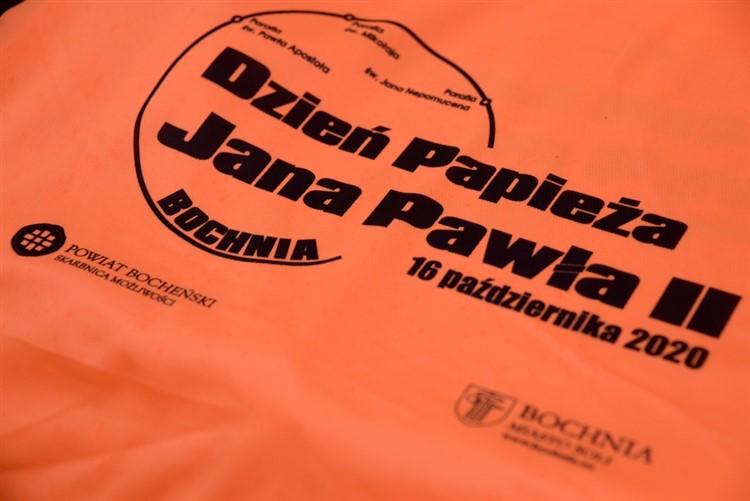 Parafia
św. Pawła Apostoła
Parafia
św. Mikołaja
Parafia
św. Jana Nepomucena
Dzień Papieża
Jana Pawła II
BOCHNIA
16 października 2020
POWIAT BOCHEŃSKI
SKARBNICA MOŻLIWOŚCI
BOCHNIA
MIASTO SOLI